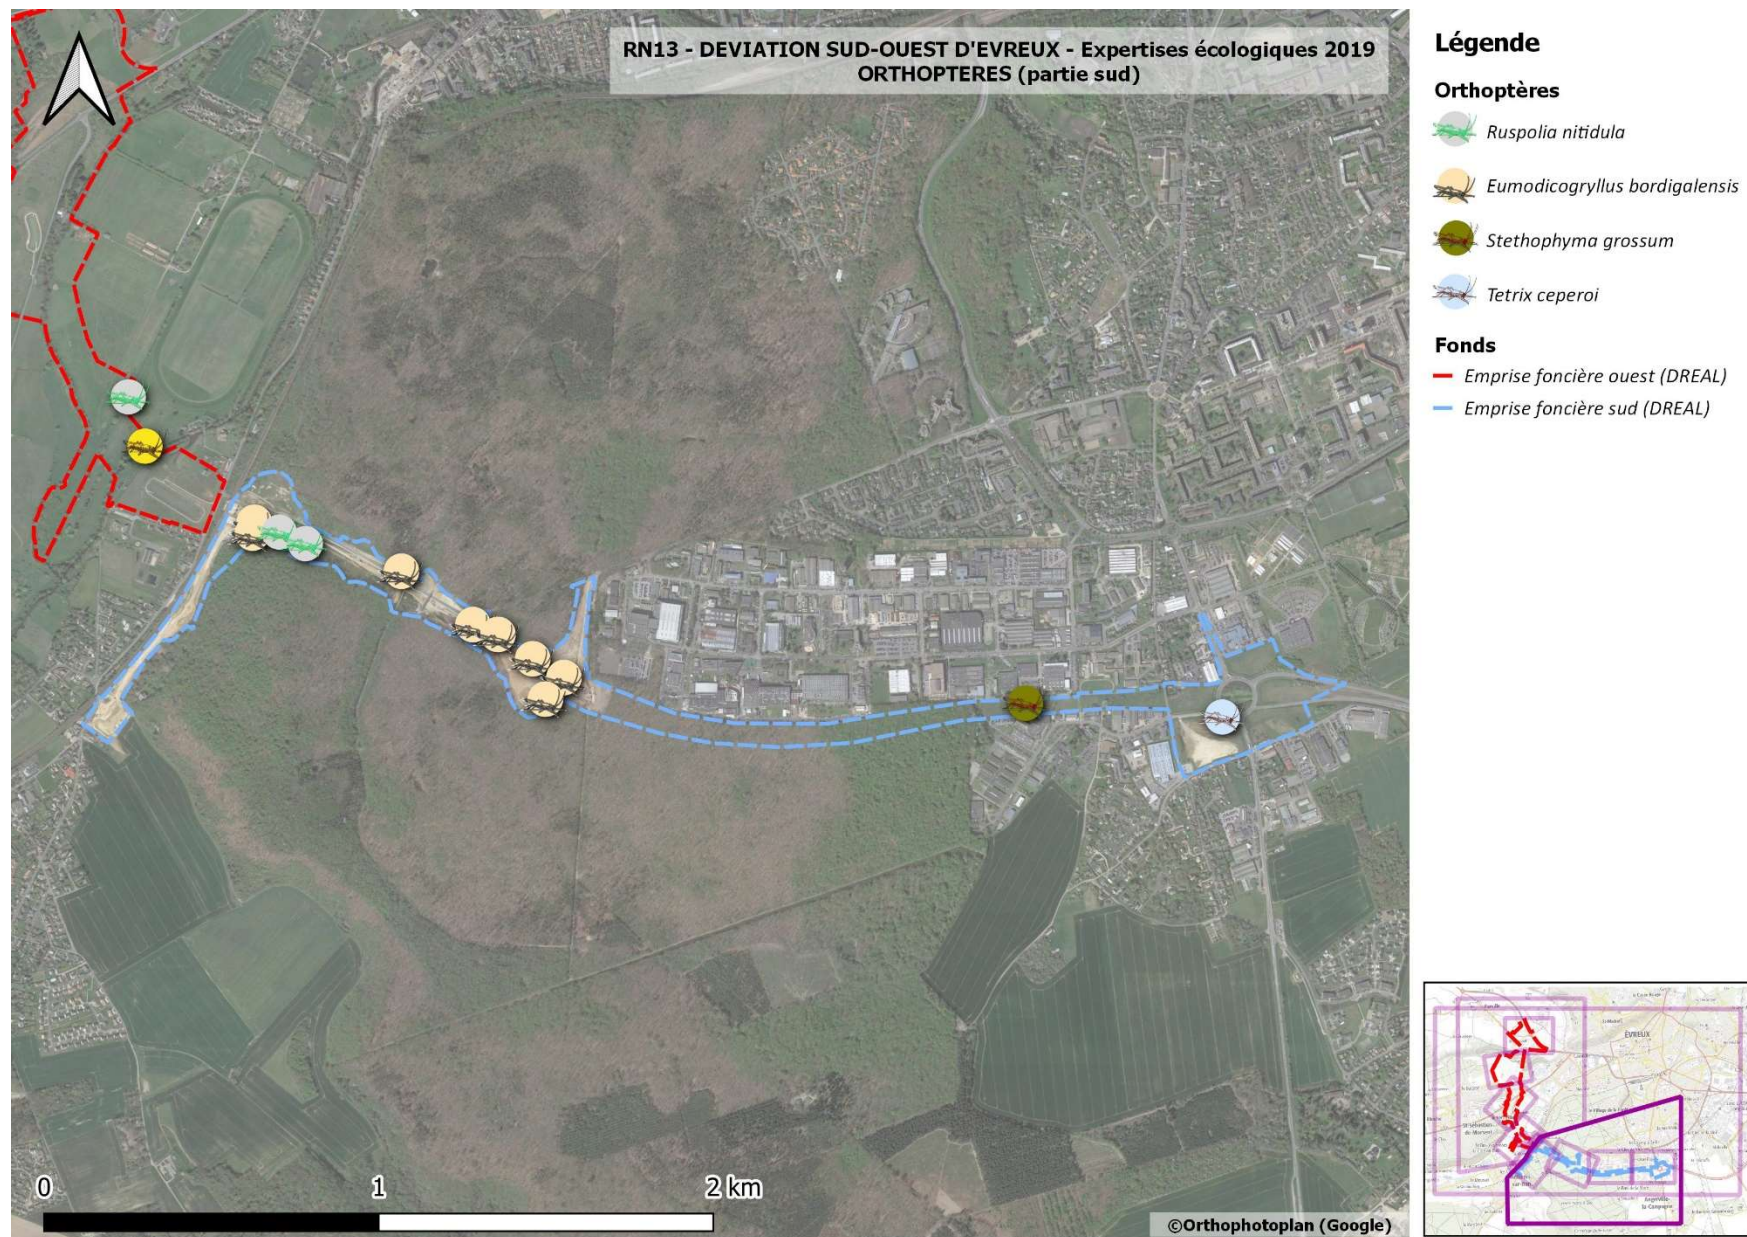 RN13 - DEVIATION SUD-OUEST D'EVREUX - Expertises écologiques 2019
ORTHOPTERES (partie sud)
Légende
Orthoptères
Ruspolia nitidula
Eumodicogryllus bordigalensis
Stethophyma grossum
Tetrix ceperoi
Fonds
Emprise foncière ouest (DREAL)
Emprise foncière sud (DREAL)
ÉVREUX
0 1 2 km
©Orthophotoplan (Google)